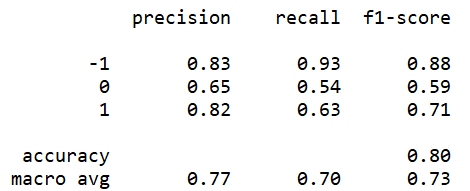 precision recall f1-score
-1 0.83 0.93 0.88
0 0.65 0.54 0.59
1 0.82 0.63 0.71
accuracy 0.80
macro avg 0.77 0.70 0.73